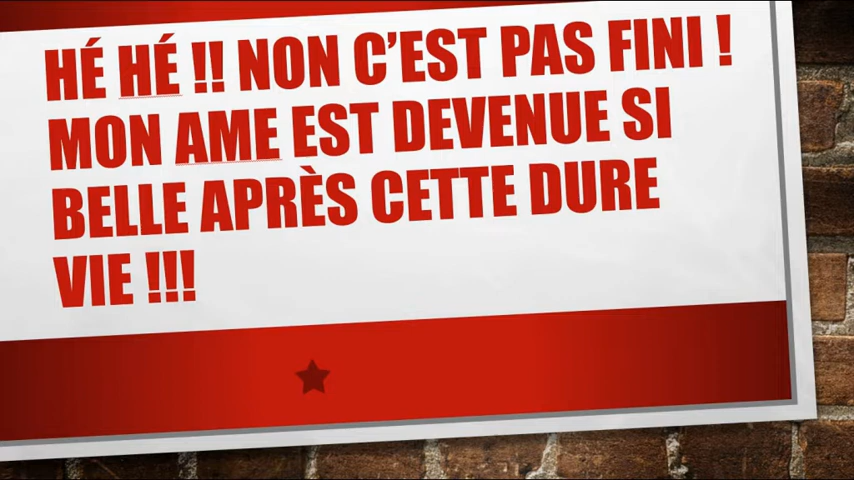 HÉ HÉ !! NON C’EST PAS FINI !
MON AME EST DEVENUE SI
BELLE APRÈS CETTE DURE
VIE !!!